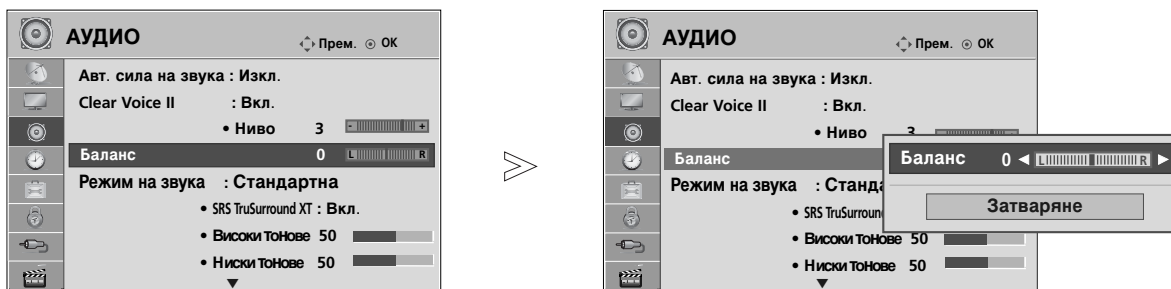 АУДИО
Прем. OK
Авт. сила на звука : Изкл.
Clear Voice II : Вкл.
• Ниво 3 - +
Баланс 0 L R
Режим на звука : Стандартна
• SRS TruSurround XT : Вкл.
• Високи тонове 50
• Ниски тонове 50
АУДИО
Прем. OK
Авт. сила на звука : Изкл.
Clear Voice II : Вкл.
• Ниво 3
Баланс
Режим на звука : Станда
• SRS TruSurroun
• Високи тонове 50
• Ниски тонове 50
Баланс 0 L R
Затваряне